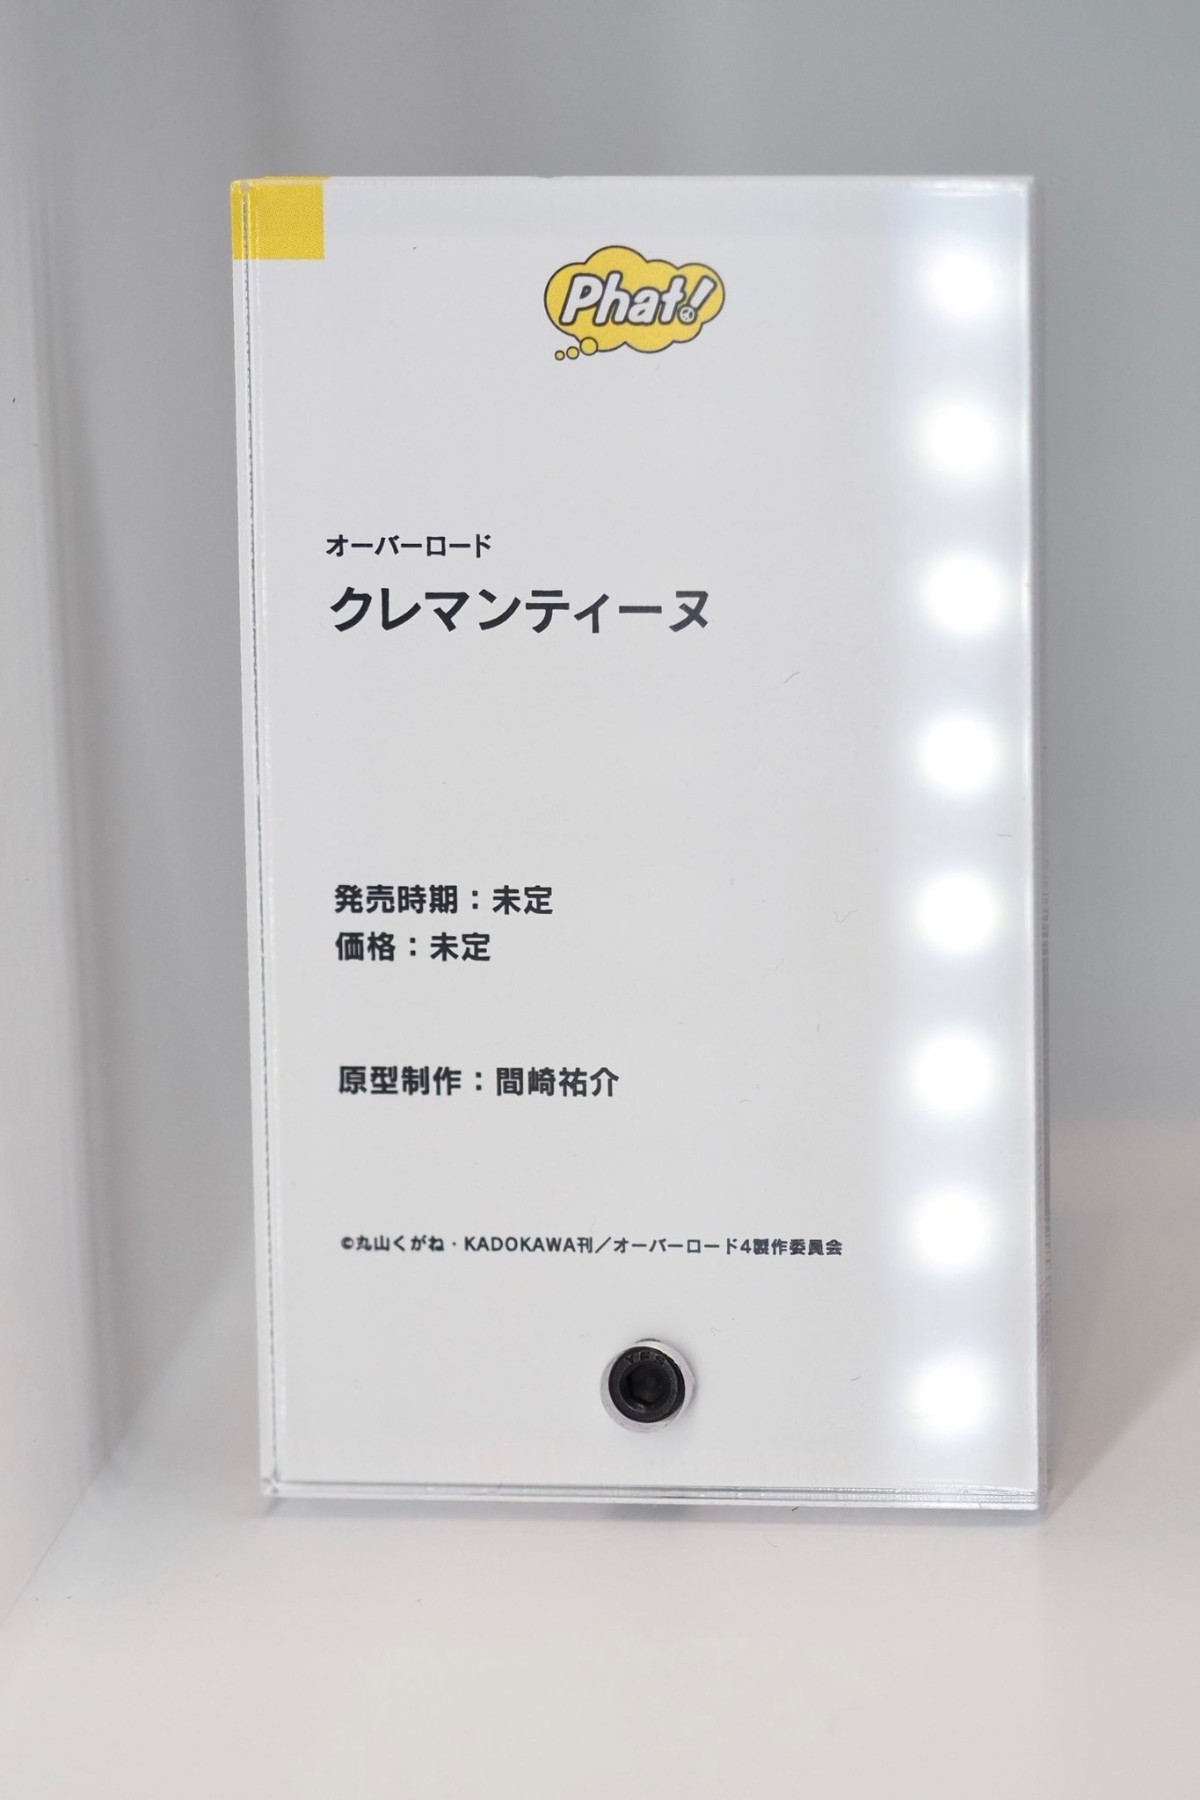 Phat!
オーバーロード
クレマンティーヌ
発売時期：未定
価格：未定
原型制作：間崎祐介
©丸山くがね・KADOKAWA刊／オーバーロード4製作委員会